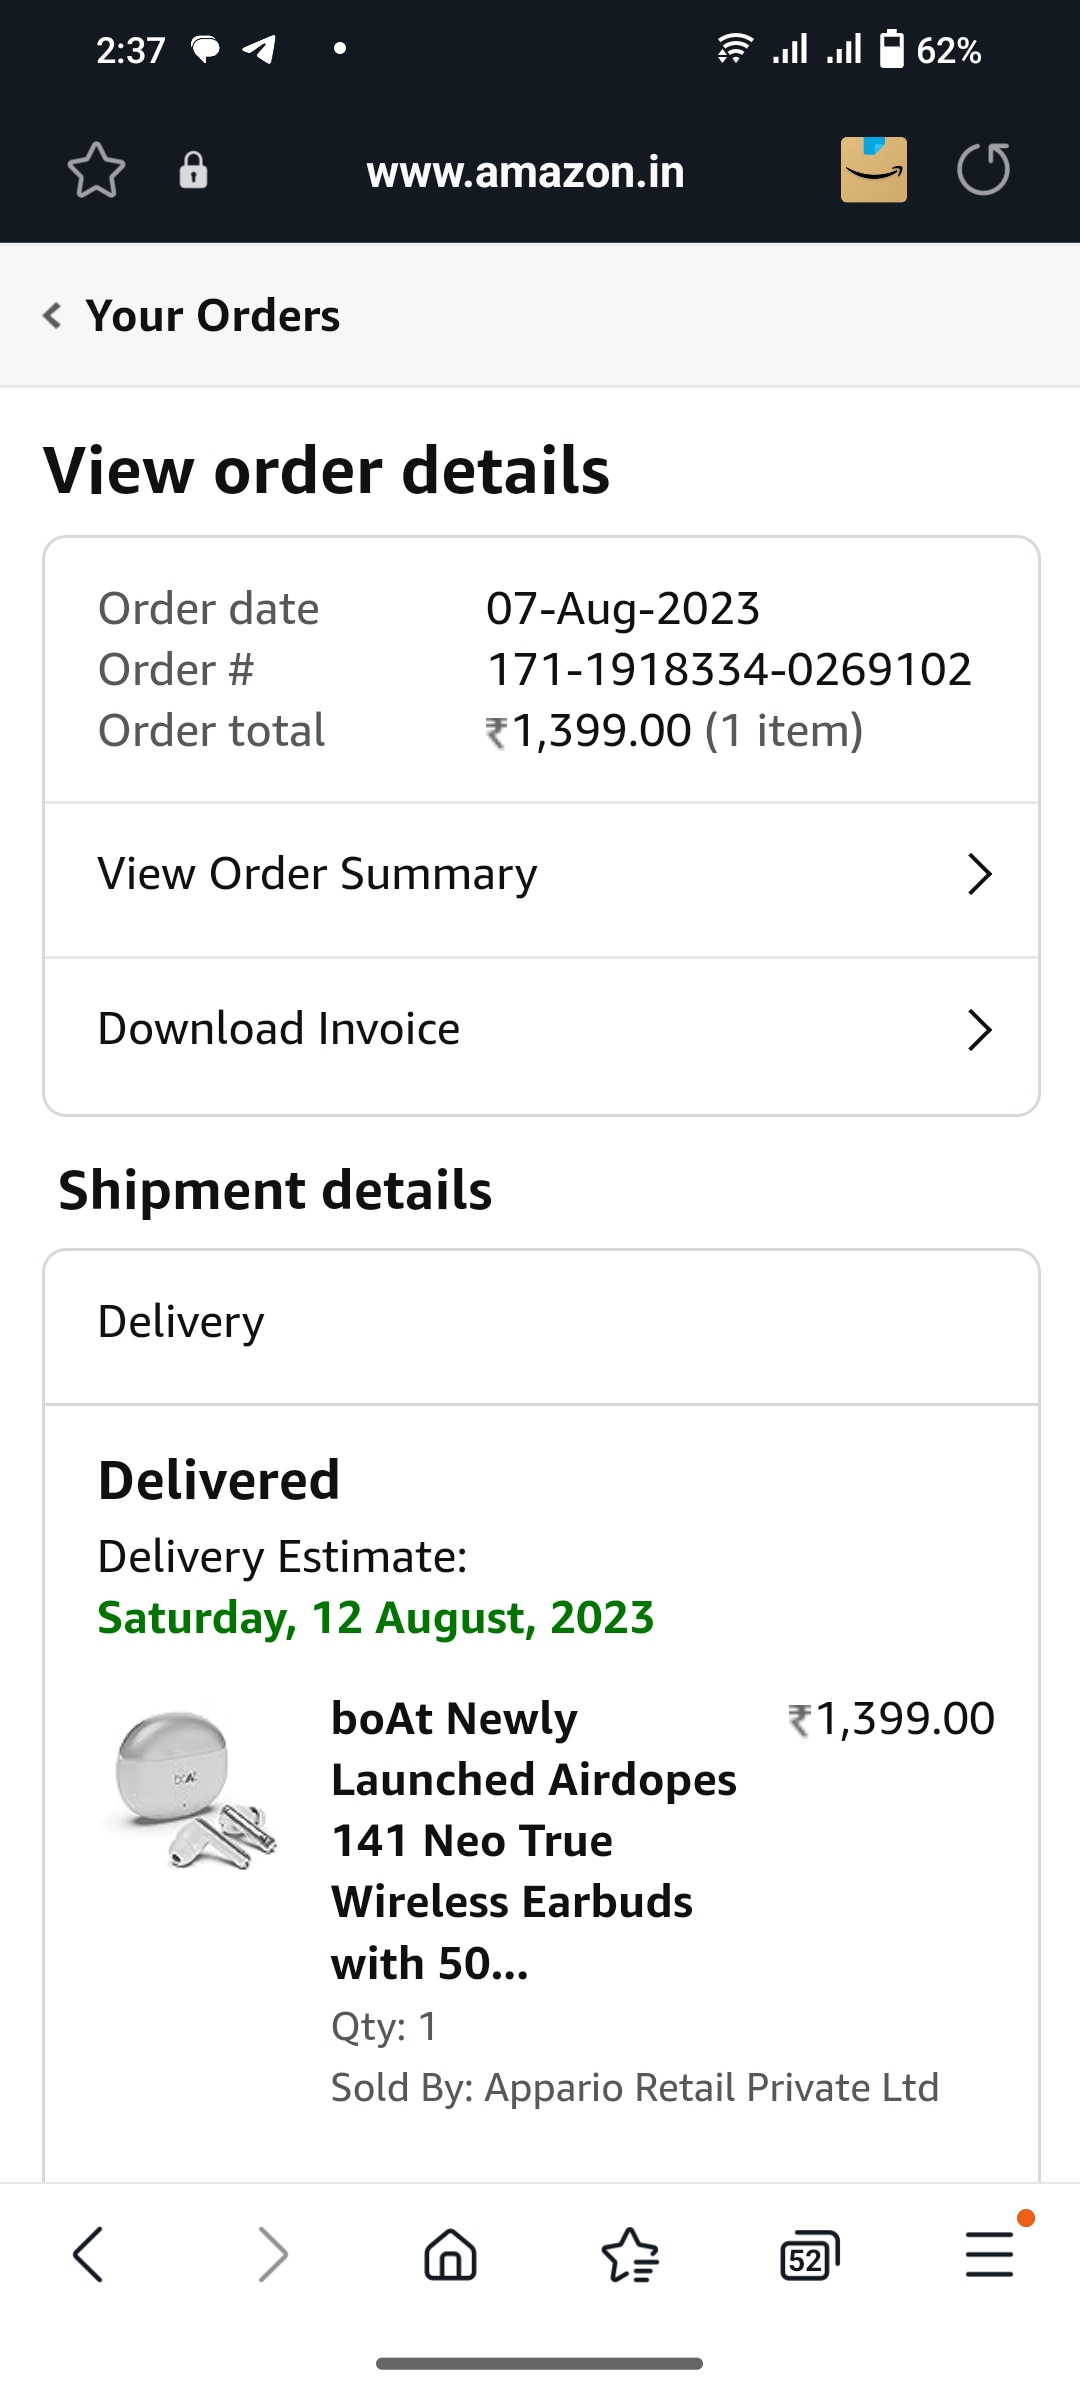 2:37
62%
www.amazon.in
Your Orders
View order details
Order date 07-Aug-2023
Order # 171-1918334-0269102
Order total ₹1,399.00 (1 item)
View Order Summary
Download Invoice
Shipment details
Delivery
Delivered
Delivery Estimate:
Saturday, 12 August, 2023
boAt
boAt Newly ₹1,399.00
Launched Airdopes
141 Neo True
Wireless Earbuds
with 50...
Qty: 1
Sold By: Appario Retail Private Ltd
52